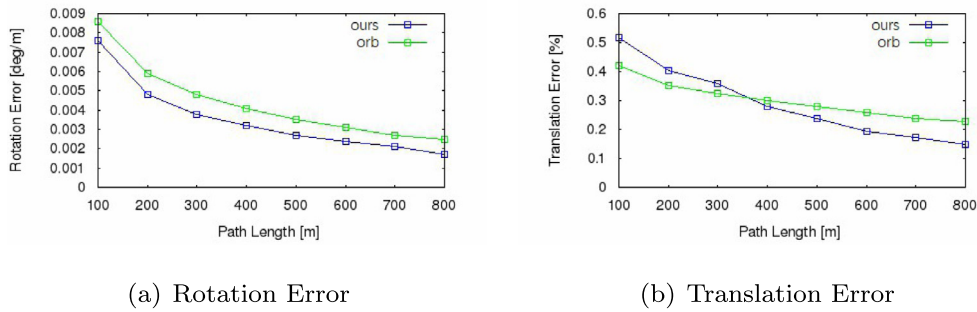 0.009
0.008
0.007
0.006
0.005
0.004
0.003
0.002
0.001
0
Rotation Error [deg/m]
ours
orb
100 200 300 400 500 600 700 800
Path Length [m]
(a) Rotation Error
0.6
0.5
0.4
0.3
0.2
0.1
0
Translation Error [%]
ours
orb
100 200 300 400 500 600 700 800
Path Length [m]
(b) Translation Error